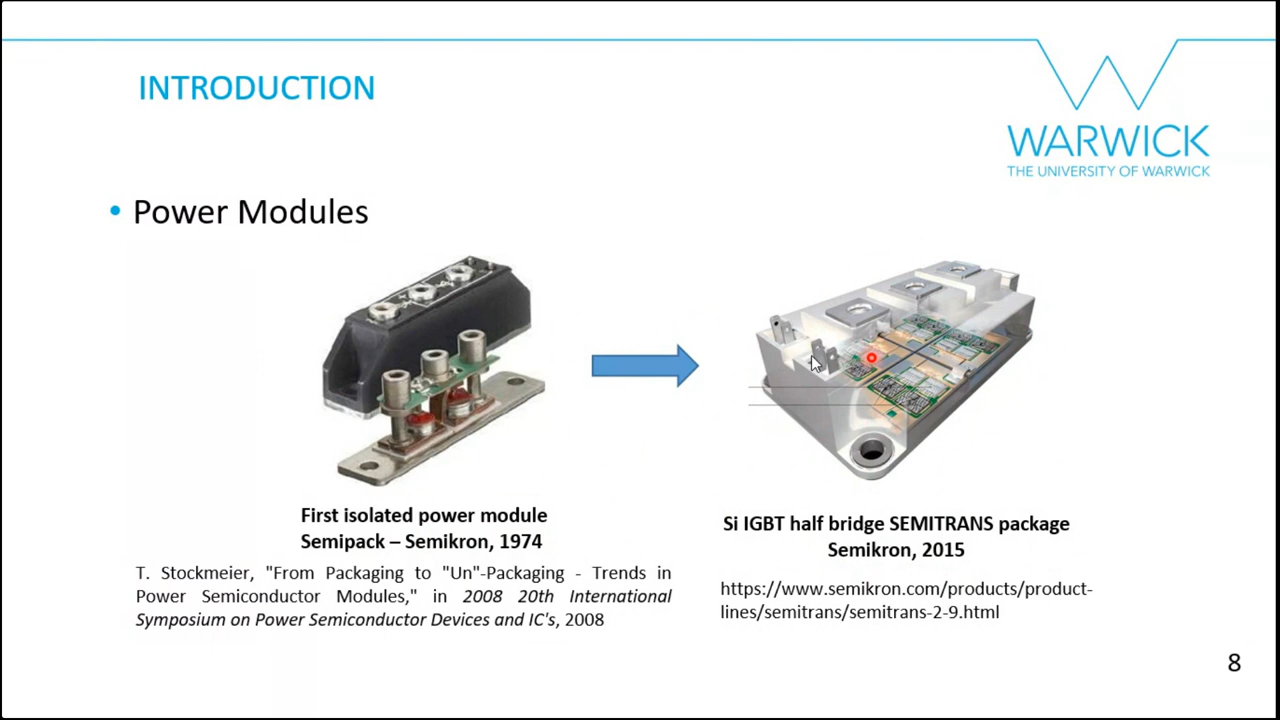 INTRODUCTION
WARWICK
THE UNIVERSITY OF WARWICK
• Power Modules
First isolated power module
Semipack – Semikron, 1974
T. Stockmeier, "From Packaging to "Un"-Packaging - Trends in
Power Semiconductor Modules," in 2008 20th International
Symposium on Power Semiconductor Devices and IC's, 2008
Si IGBT half bridge SEMITRANS package
Semikron, 2015
https://www.semikron.com/products/product-
lines/semitrans/semitrans-2-9.html
8